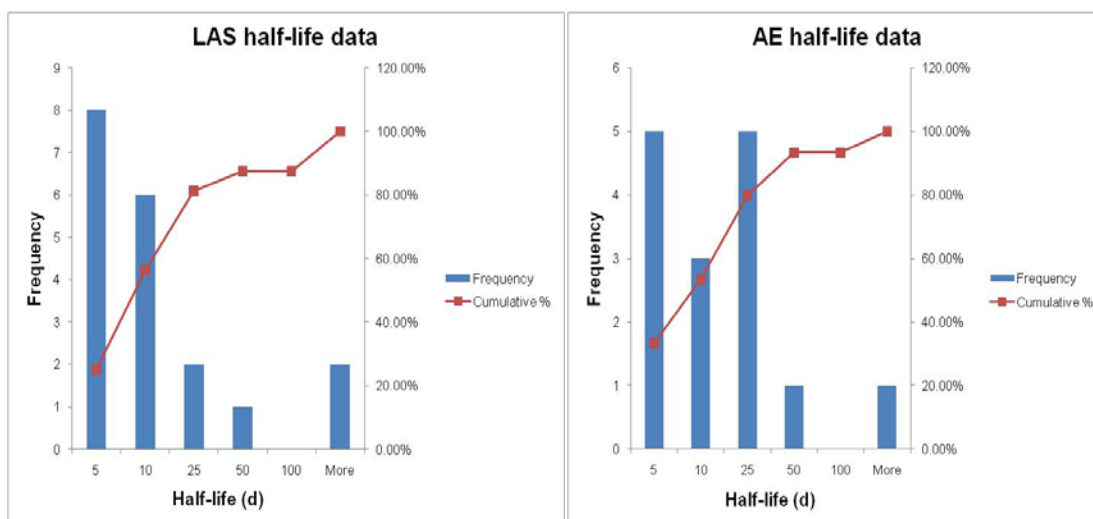 LAS half-life data
9
8
7
6
5
4
3
2
1
0
Frequency
120.00%
100.00%
80.00%
60.00%
40.00%
20.00%
0.00%
5 10 25 50 100 More
Half-life (d)
Frequency
Cumulative %
AE half-life data
6
5
4
3
2
1
0
Frequency
120.00%
100.00%
80.00%
60.00%
40.00%
20.00%
0.00%
5 10 25 50 100 More
Half-life (d)
Frequency
Cumulative %